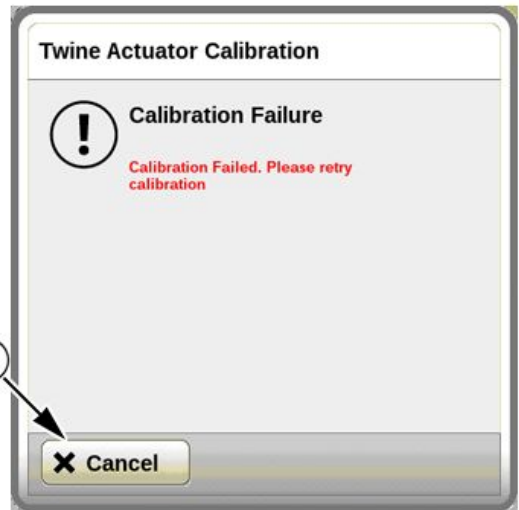 Twine Actuator Calibration
Calibration Failure
Calibration Failed. Please retry
calibration
Cancel